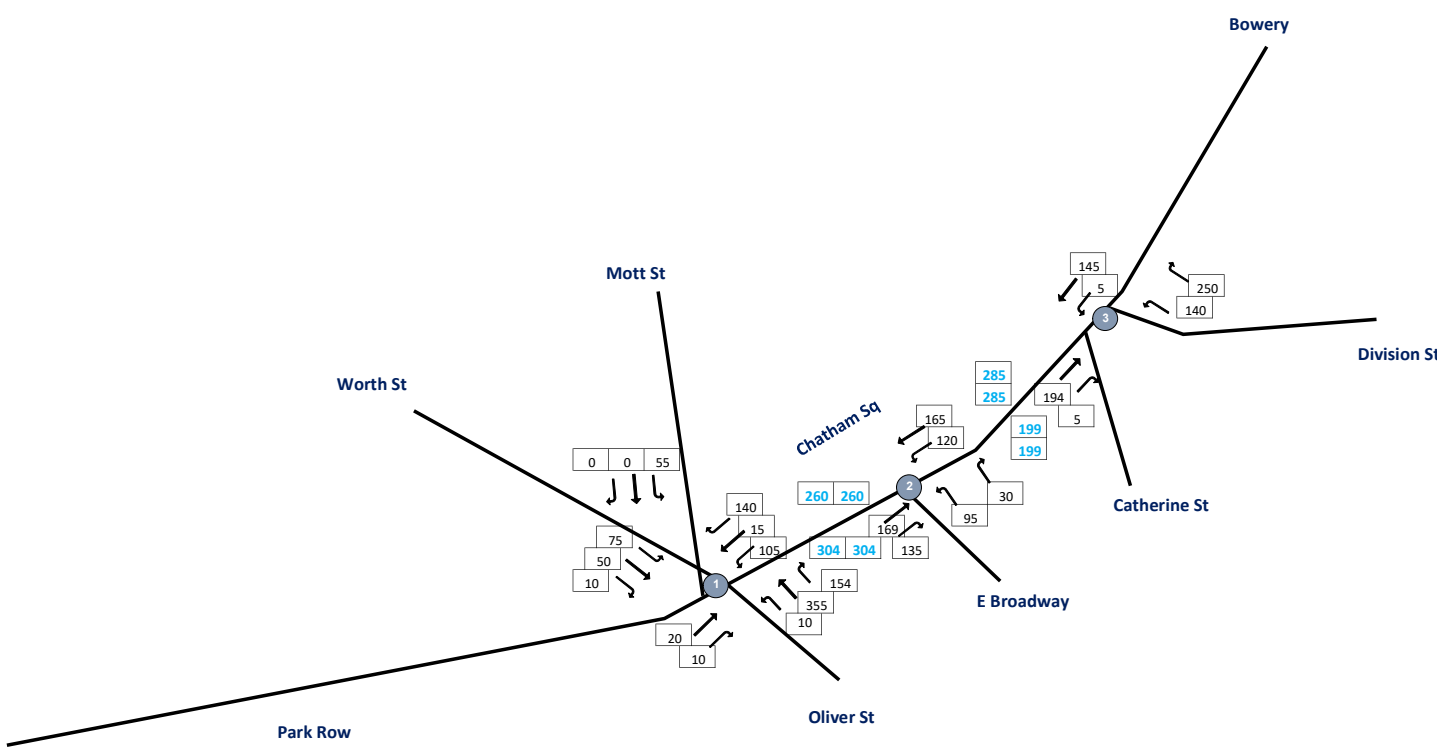 Bowery
Mott St
145
5
250
140
3
Division St
Worth St
285
285
194
5
Chatham Sq
199
199
165
120
0 0 55
2
260 260
30
95
Catherine St
140
15
105
169
304 304 135
75
50
10
1
154
355
10
E Broadway
20
10
Oliver St
Park Row